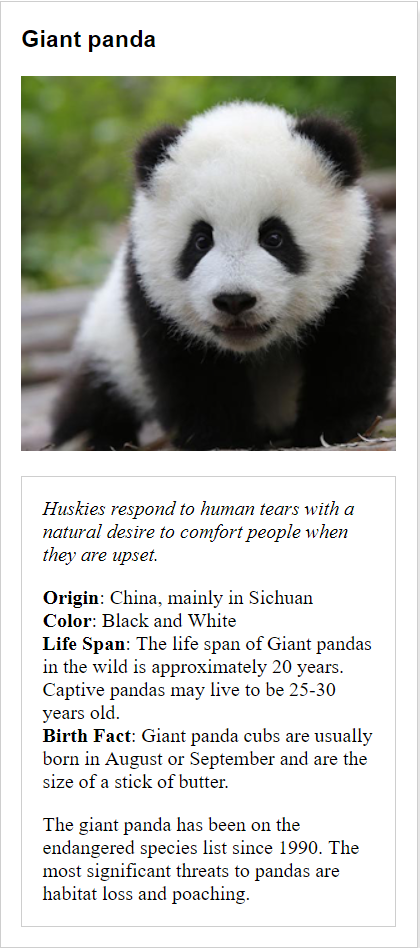 Giant panda
Huskies respond to human tears with a
natural desire to comfort people when
they are upset.
Origin: China, mainly in Sichuan
Color: Black and White
Life Span: The life span of Giant pandas
in the wild is approximately 20 years.
Captive pandas may live to be 25-30
years old.
Birth Fact: Giant panda cubs are usually
born in August or September and are the
size of a stick of butter.
The giant panda has been on the
endangered species list since 1990. The
most significant threats to pandas are
habitat loss and poaching.